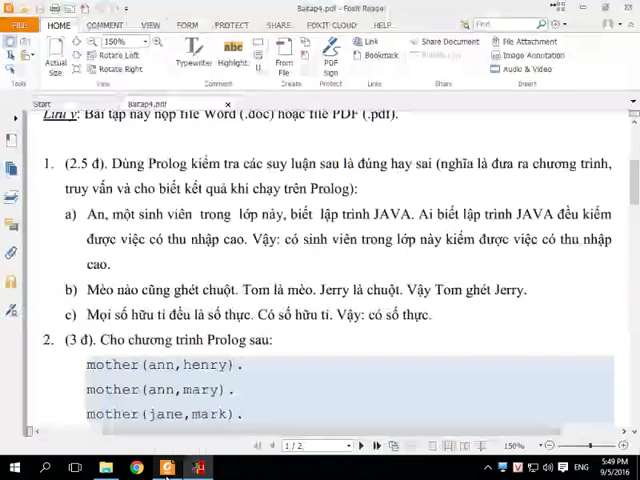 Baitap4.pdf - Foxit Reader
FILE HOME COMMENT VIEW FORM PROTECT SHARE FOXIT CLOUD HELP Find
Actual Size
150%
Rotate Left
Rotate Right
Typewriter Highlight
From File
PDF Sign
Link
Bookmark
Share Document
File Attachment
Image Annotation
Audio & Video
Tools View Comment Create Protect Links Share Insert
Start Baitap4.pdf
Lưu ý: Bài tập này nộp file Word (.doc) hoặc file PDF (.pdf).
1. (2.5 đ). Dùng Prolog kiểm tra các suy luận sau là đúng hay sai (nghĩa là đưa ra chương trình,
truy vấn và cho biết kết quả khi chạy trên Prolog):
a) An, một sinh viên trong lớp này, biết lập trình JAVA. Ai biết lập trình JAVA đều kiếm
được việc có thu nhập cao. Vậy: có sinh viên trong lớp này kiếm được việc có thu nhập
cao.
b) Mèo nào cũng ghét chuột. Tom là mèo. Jerry là chuột. Vậy Tom ghét Jerry.
c) Mọi số hữu tỉ đều là số thực. Có số hữu tỉ. Vậy: có số thực.
2. (3 đ). Cho chương trình Prolog sau:
mother(ann,henry).
mother(ann,mary).
mother(jane,mark).
1 / 2
150%
5:49 PM
9/5/2016